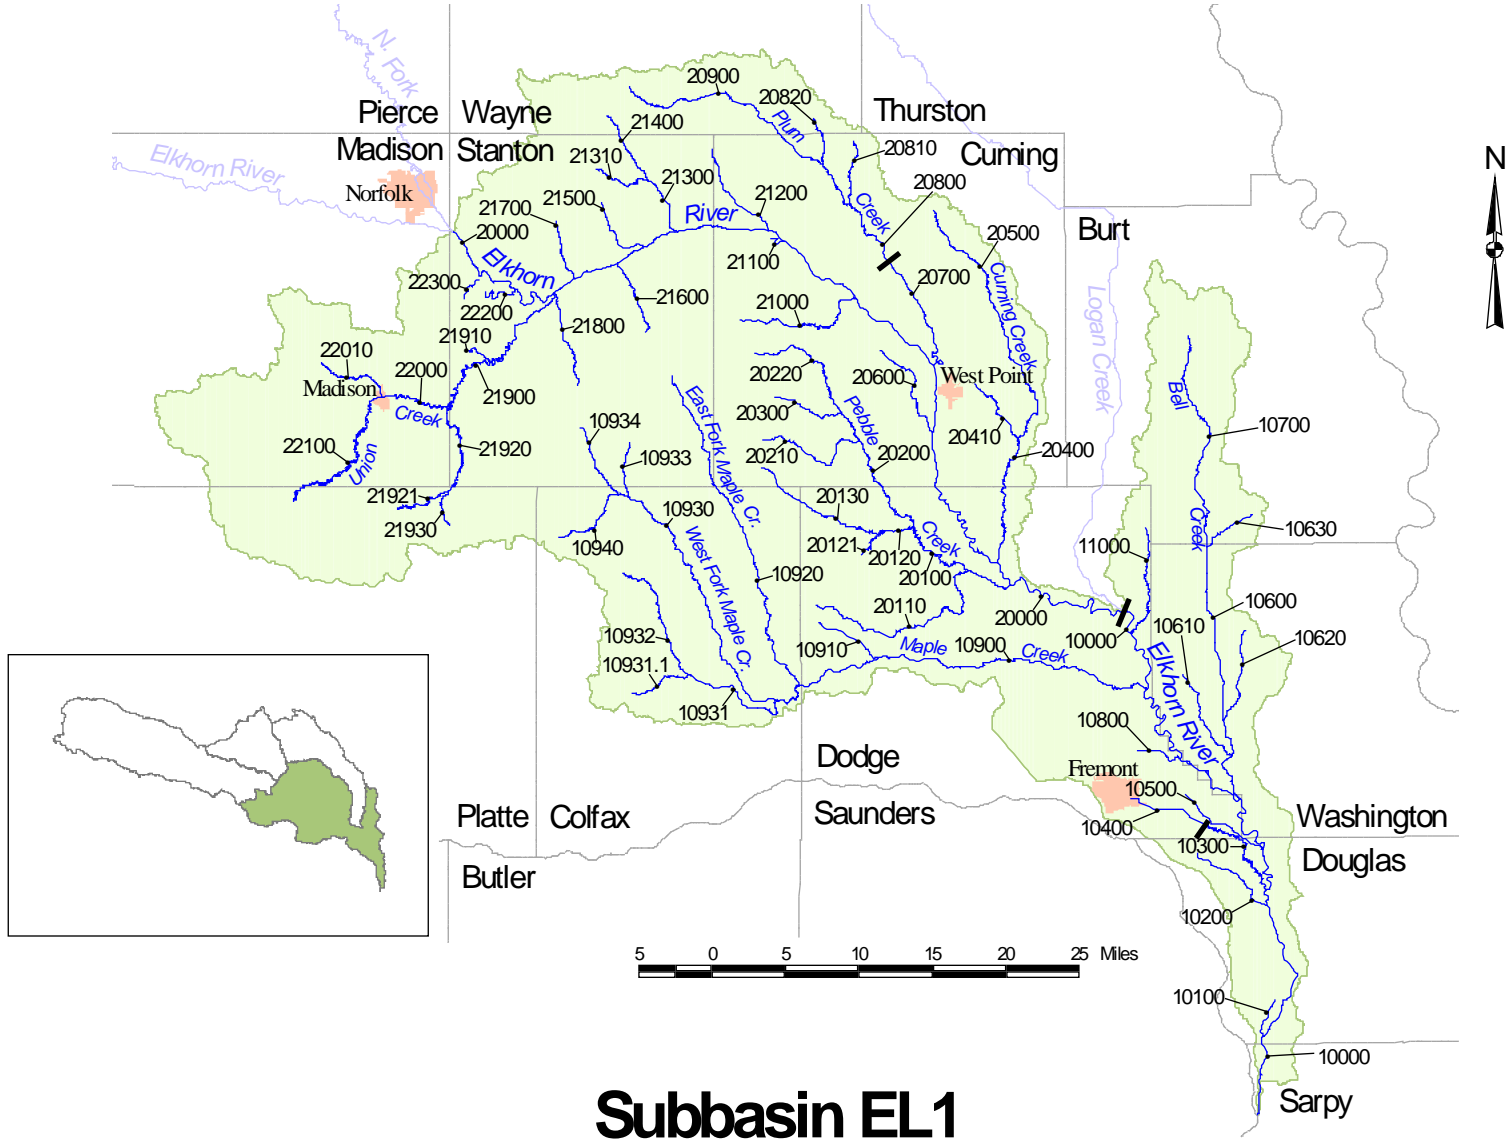 N. Fork
20900
20820
Thurston
Pierce
Wayne
Plum
21400
Madison
Stanton
20810
Cuming
N
Elkhorn River
21310
Norfolk
21300
20800
21500
21200
Creek
River
21700
20000
Burt
20500
21100
Elkhorn
20700
Cuming Creek
22300
22200
21600
21000
Logan Creek
21800
21910
22010
22000
20220
20600
West Point
Madison
21900
East Fork Maple Cr.
20300
Pebble
Bell
Creek
10934
20410
10700
22100
Union
21920
10933
20210
20200
20400
21921
21930
10930
20130
Creek
Creek
10630
10940
West Fork Maple Cr.
20121
20120
20100
11000
10920
20110
20000
10600
10932
10910
Maple
10900
Creek
10000
10610
10620
10931.1
Elkhorn River
10931
10800
Dodge
Fremont
10500
Platte
Colfax
Saunders
10400
Washington
10300
Douglas
Butler
10200
5 0 5 10 15 20 25 Miles
10100
10000
Subbasin EL1
Sarpy